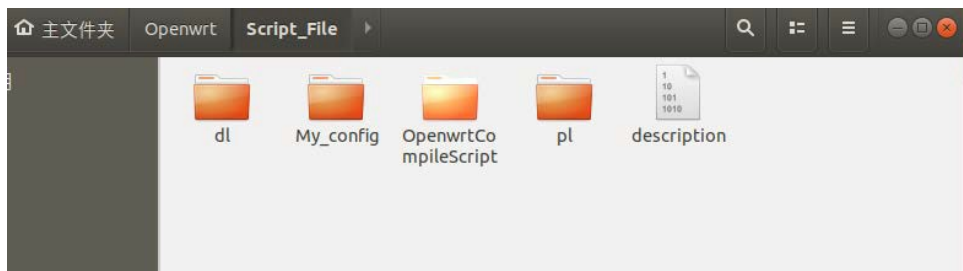 主文件夹 Openwrt Script_File
1
10
101
1010
dl My_config OpenwrtCo pl description
mpileScript